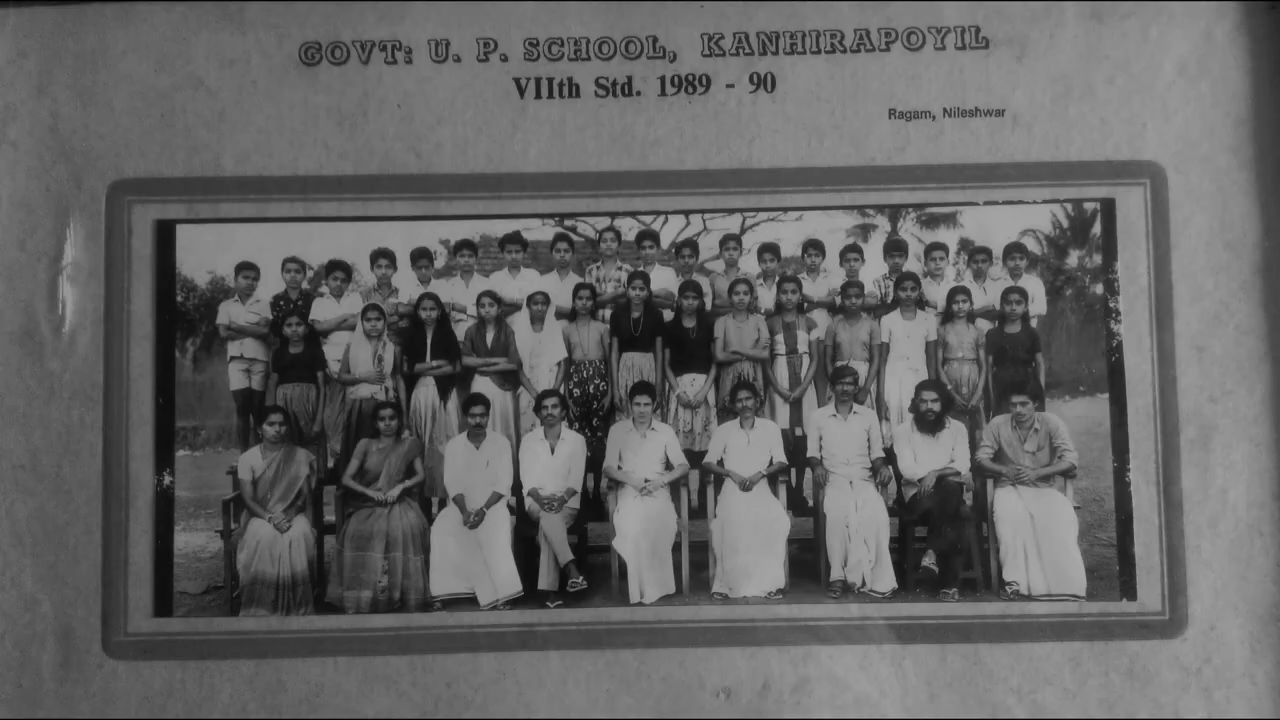 GOVT: U. P. SCHOOL, KANHIRAPOYIL
VIIth Std. 1989 - 90
Ragam, Nileshwar